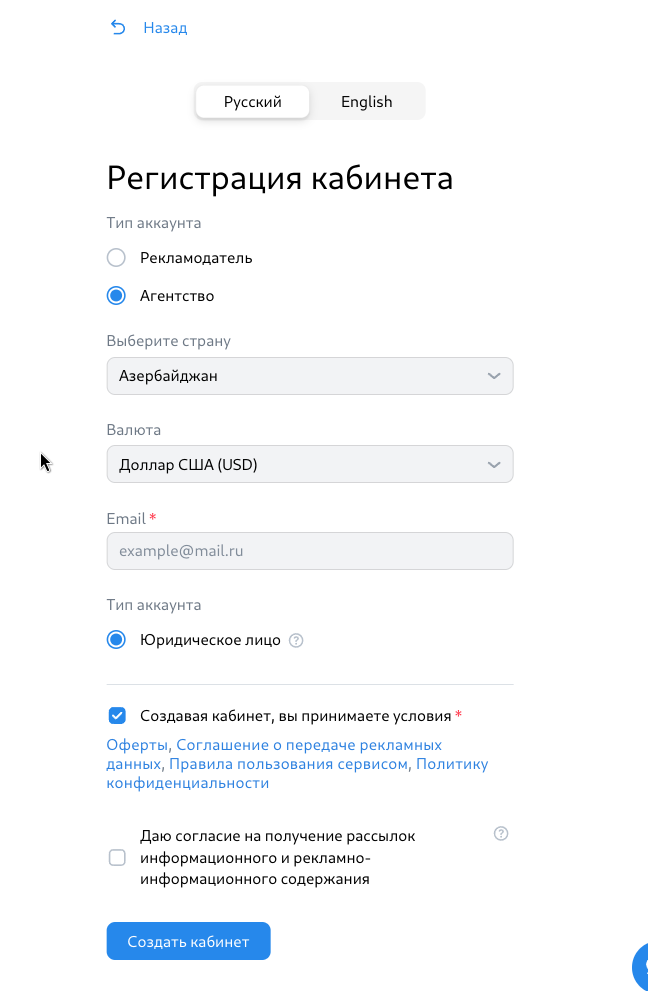 Назад
Русский
English
Регистрация кабинета
Тип аккаунта
Рекламодатель
Агентство
Выберите страну
Азербайджан
Валюта
Доллар США (USD)
Email *
example@mail.ru
Тип аккаунта
Юридическое лицо ?
Создавая кабинет, вы принимаете условия *
Оферты, Соглашение о передаче рекламных
данных, Правила пользования сервисом, Политику
конфиденциальности
Даю согласие на получение рассылок ?
информационного и рекламно-
информационного содержания
Создать кабинет